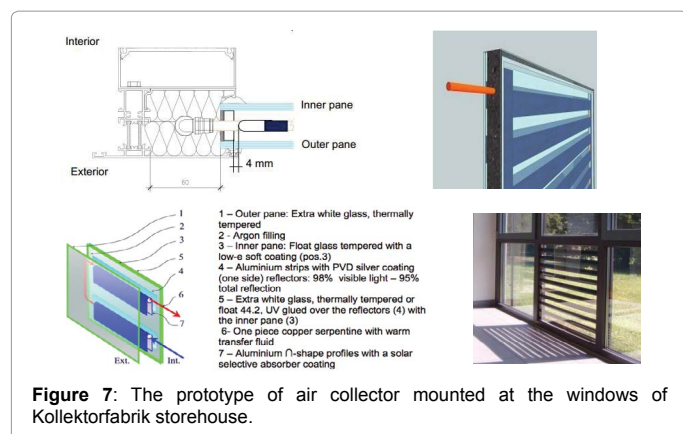 Interior
Inner pane
Outer pane
4 mm
Exterior
60
1
2
3
4
5
6
7
Ext.
Int.
1 – Outer pane: Extra white glass, thermally
tempered
2 - Argon filling
3 – Inner pane: Float glass tempered with a
low-e soft coating (pos.3)
4 – Aluminium strips with PVD silver coating
(one side) reflectors: 98% visible light – 95%
total reflection
5 – Extra white glass, thermally tempered or
float 44.2, UV glued over the reflectors (4) with
the inner pane (3)
6- One piece copper serpentine with warm
transfer fluid
7 – Aluminium ∩-shape profiles with a solar
selective absorber coating
Figure 7: The prototype of air collector mounted at the windows of
Kollektorfabrik storehouse.